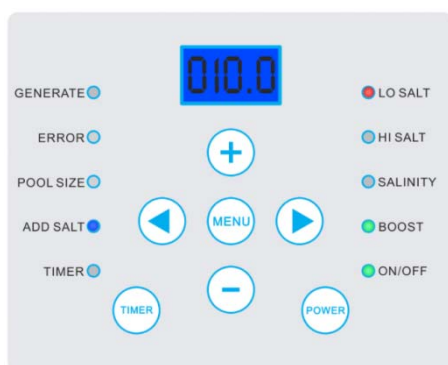 010.0
GENERATE
LO SALT
ERROR
HI SALT
+
POOL SIZE
SALINITY
MENU
ADD SALT
BOOST
TIMER
ON/OFF
−
TIMER
POWER